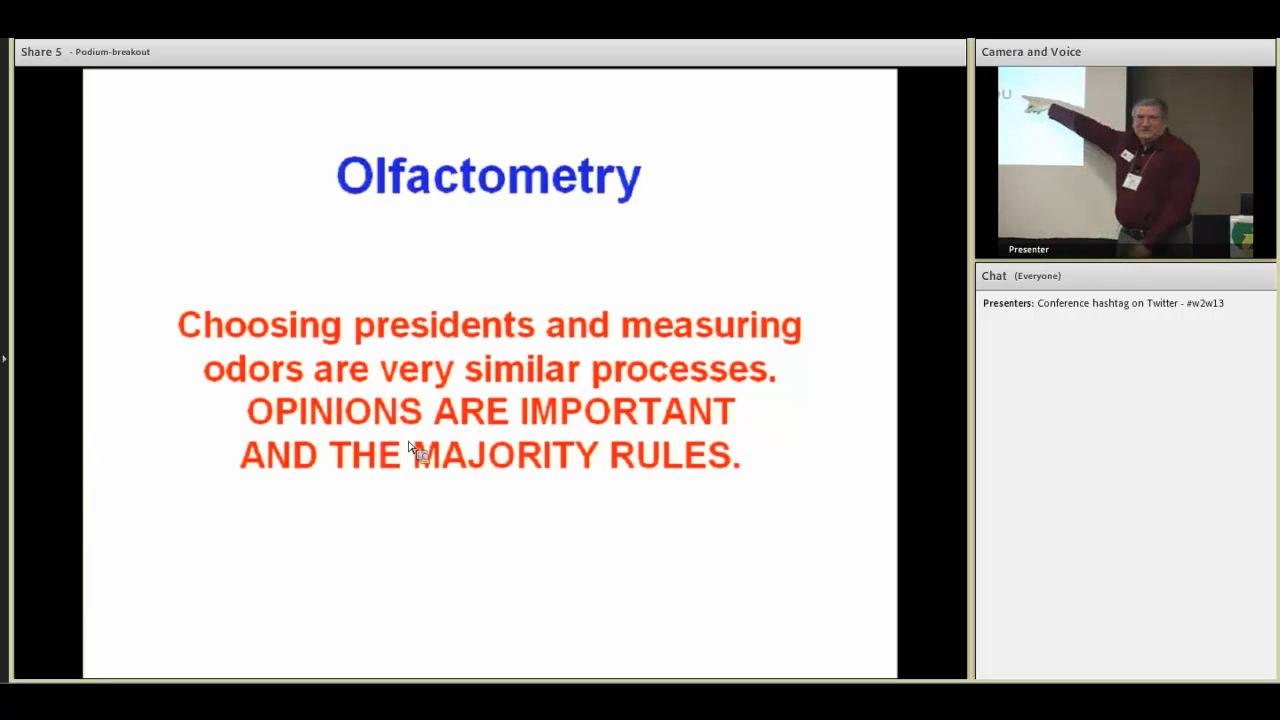 Share 5 - Podium-breakout
Olfactometry
Choosing presidents and measuring
odors are very similar processes.
OPINIONS ARE IMPORTANT
AND THE MAJORITY RULES.
Camera and Voice
OU
Presenter
Chat (Everyone)
Presenters: Conference hashtag on Twitter - #w2w13